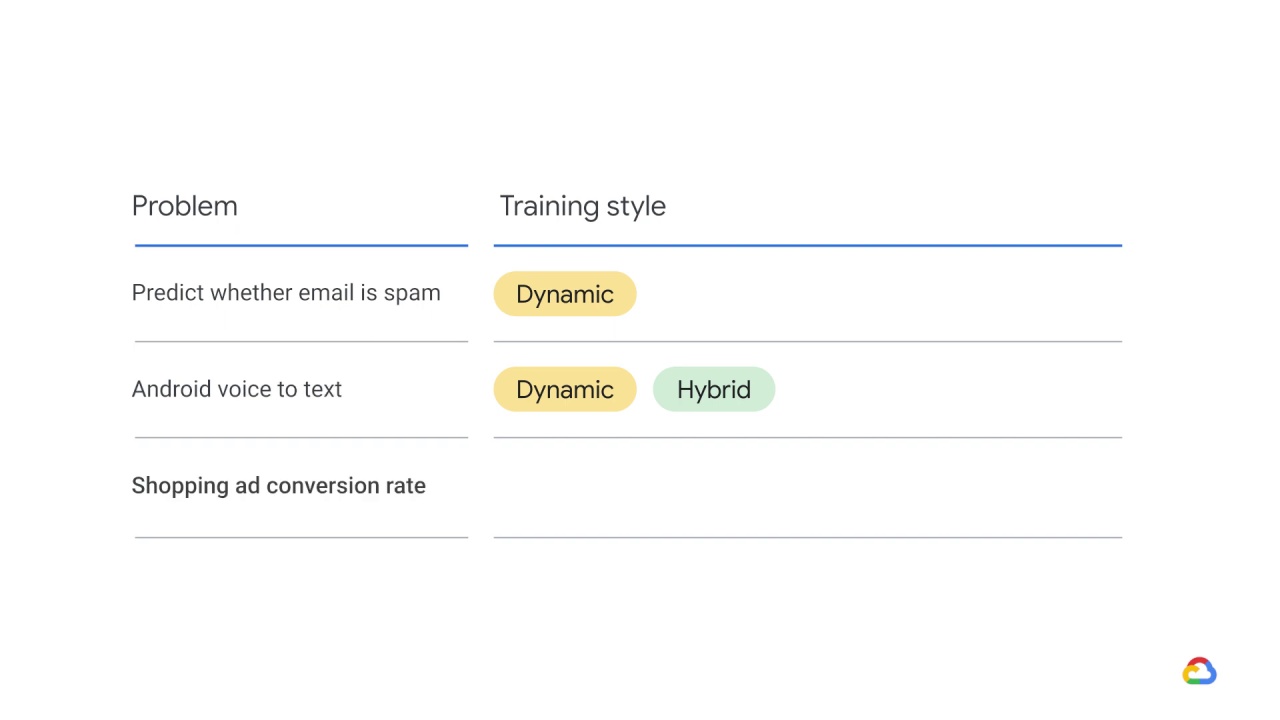 Problem
Training style
Predict whether email is spam
Dynamic
Android voice to text
Dynamic
Hybrid
Shopping ad conversion rate